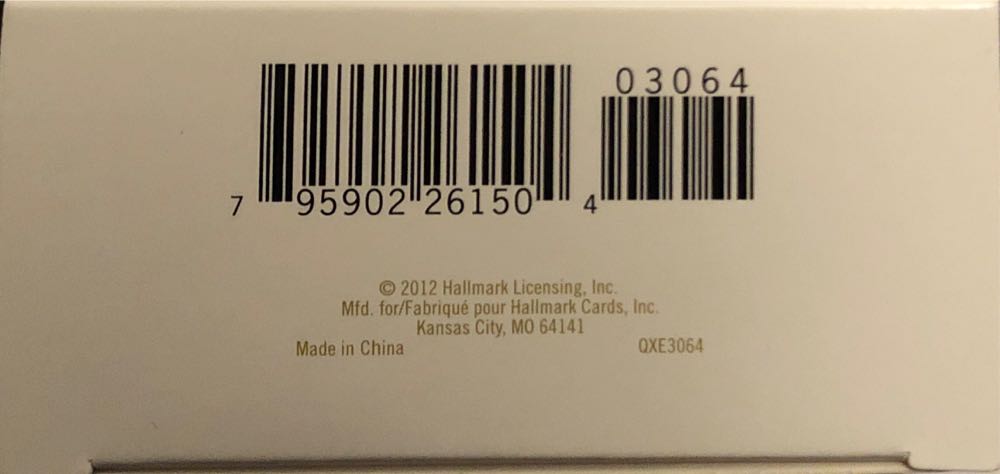 03064
7 95902 26150 4
© 2012 Hallmark Licensing, Inc.
Mfd. for/Fabriqué pour Hallmark Cards, Inc.
Kansas City, MO 64141
Made in China QXE3064